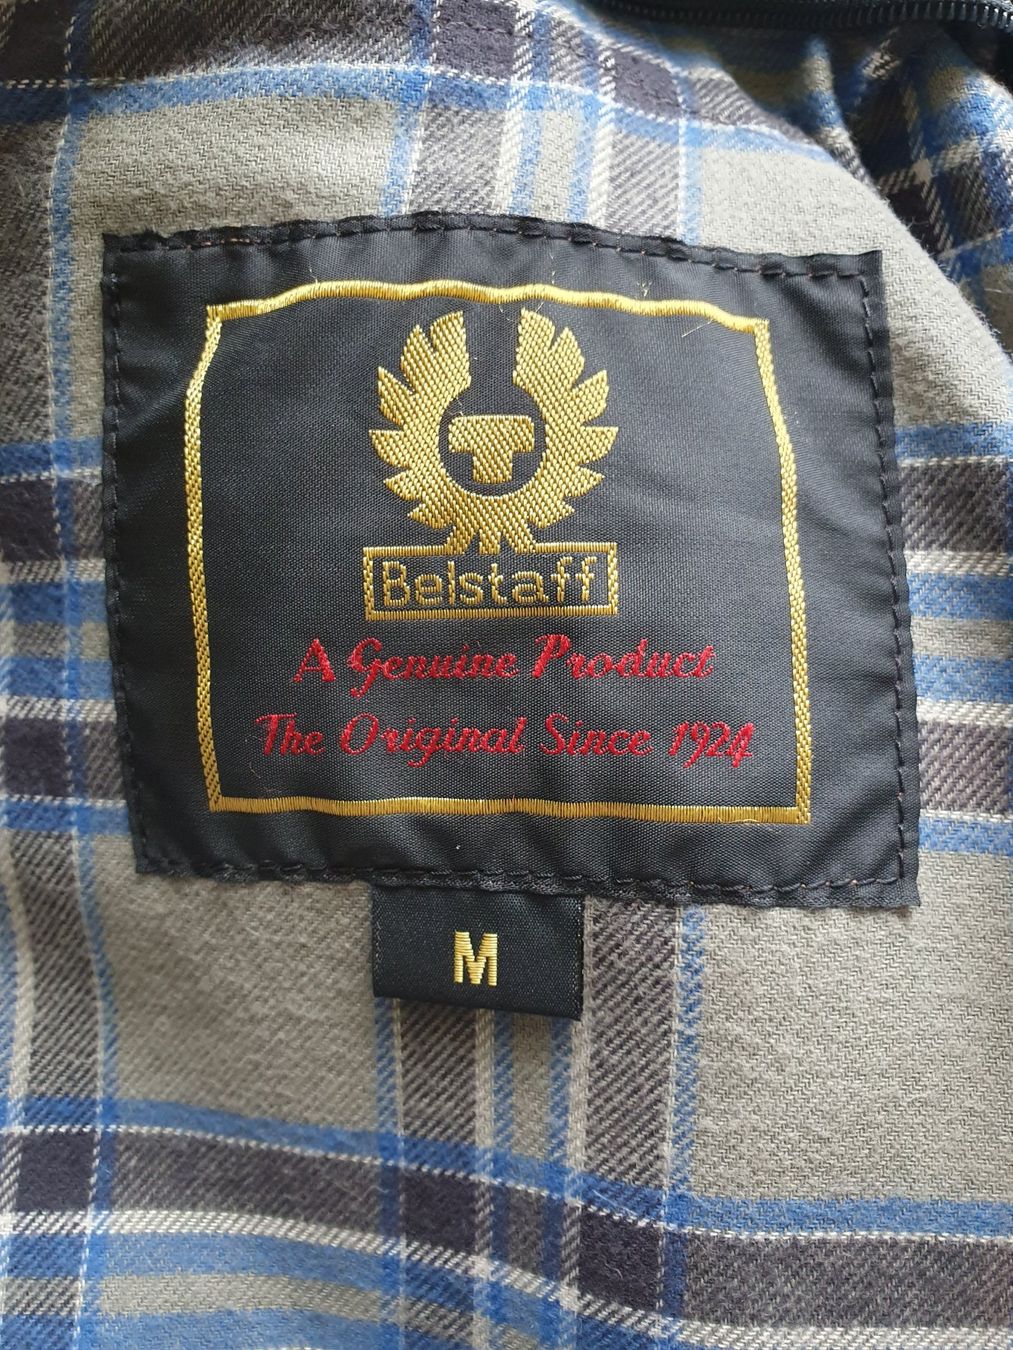 Belstaff
A Genuine Product
The Original Since 1924
M